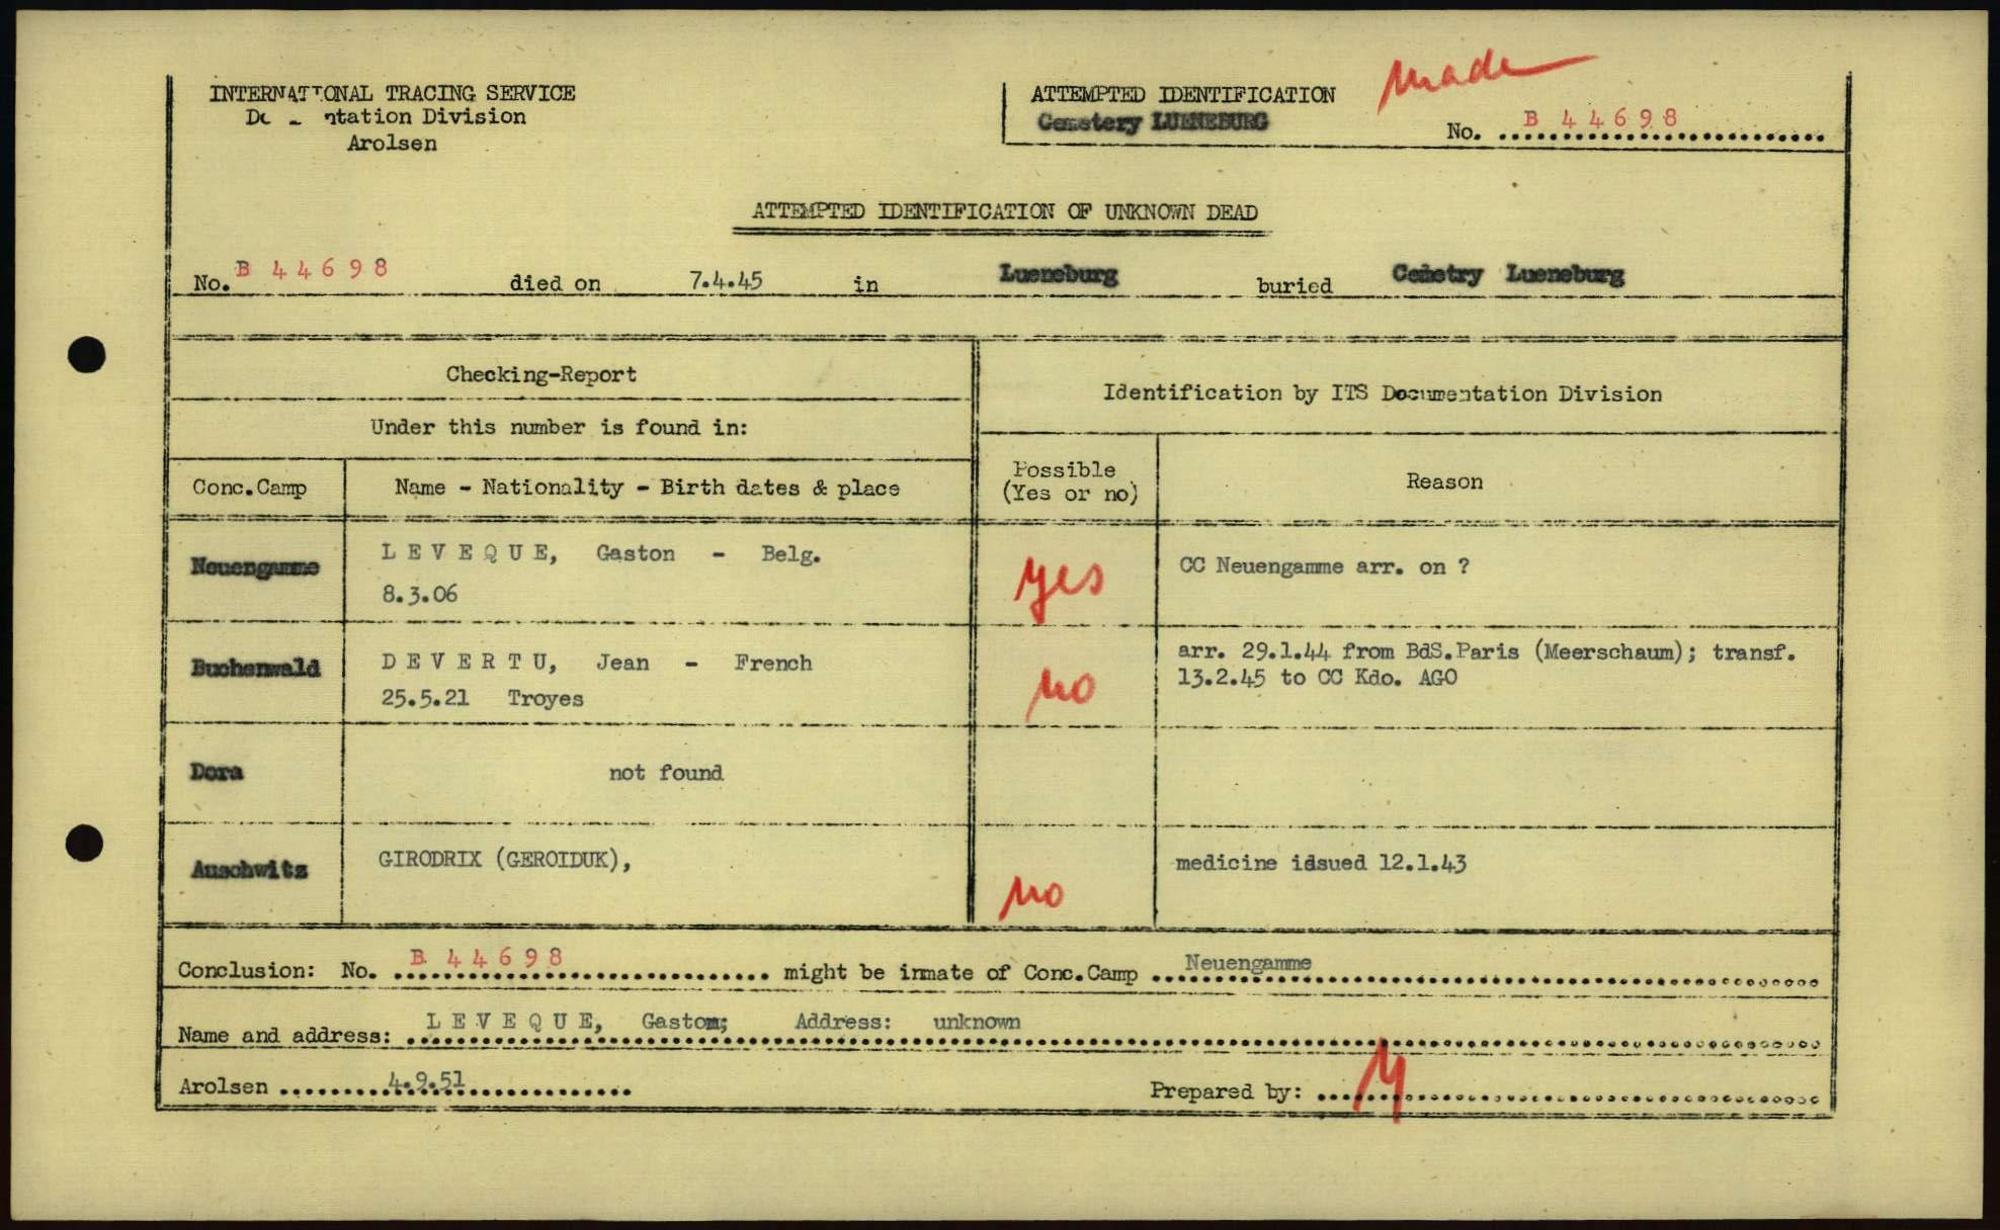 INTERNATIONAL TRACING SERVICE
ntation Division
Arolsen
ATTEMPTED IDENTIFICATION
made
Cemetery LUENEBURG
No. B 44698
ATTEMPTED IDENTIFICATION OF UNKNOWN DEAD
No. B 44698 died on 7.4.45 in Lueneburg buried Cemetry Lueneburg
Checking-Report
Identification by ITS Documentation Division
Under this number is found in:
Conc.Camp Name - Nationality - Birth dates & place
Possible
(Yes or no)
Reason
Neuengamme
L E V E Q U E, Gaston - Belg.
8.3.06
yes
CC Neuengamme arr. on ?
Buchenwald
D E V E R T U, Jean - French
25.5.21 Troyes
no
arr. 29.1.44 from BdS.Paris (Meerschaum); transf.
13.2.45 to CC Kdo. AGO
Dora not found
Auschwitz
GIRODRIX (GEROIDUK),
no
medicine idsued 12.1.43
Conclusion: No. B 44698 might be inmate of Conc.Camp Neuengamme
Name and address: L E V E Q U E, Gaston; Address: unknown
Arolsen 4.9.51 Prepared by: